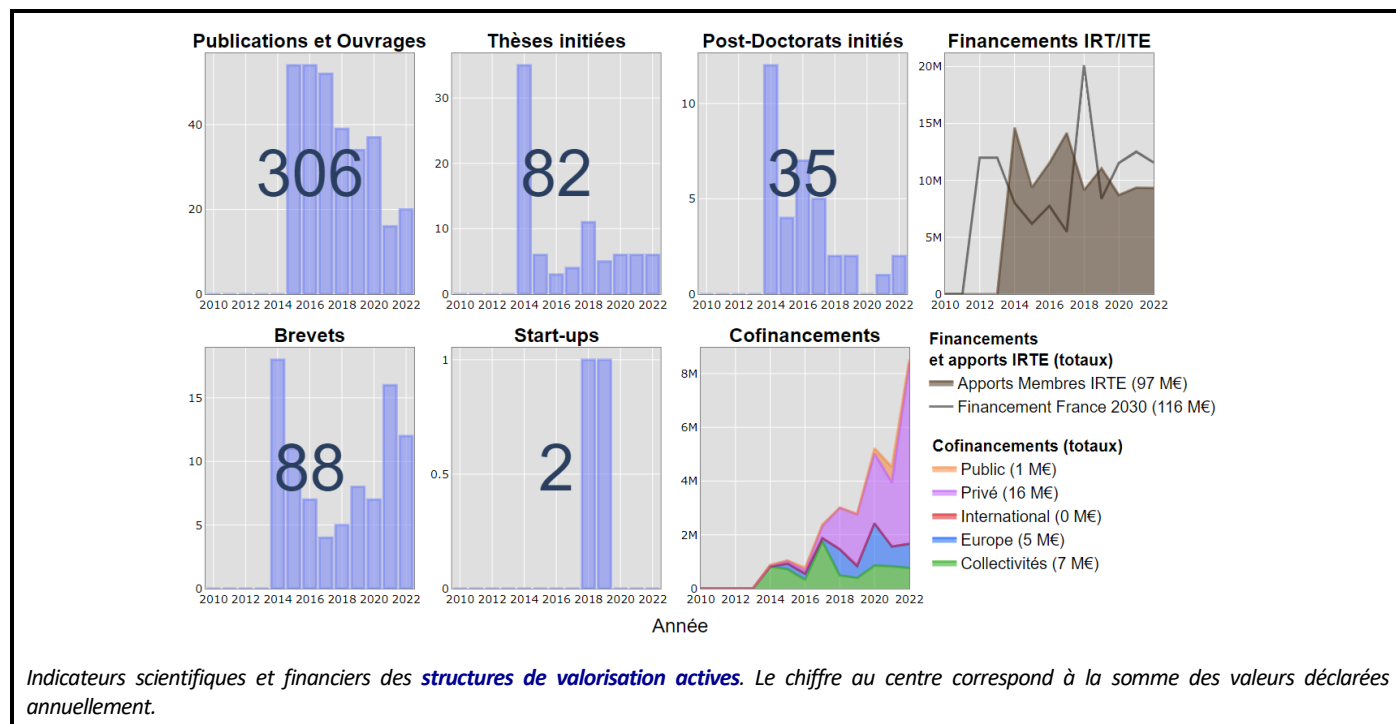 Publications et Ouvrages
40
20
0
2010 2012 2014 2016 2018 2020 2022
306
Thèses initiées
30
20
10
0
2010 2012 2014 2016 2018 2020 2022
82
Post-Doctorats initiés
10
5
0
2010 2012 2014 2016 2018 2020 2022
35
Financements IRT/ITE
20M
15M
10M
5M
0
2010 2012 2014 2016 2018 2020 2022
Brevets
15
10
5
0
2010 2012 2014 2016 2018 2020 2022
88
Start-ups
1
0.5
0
2010 2012 2014 2016 2018 2020 2022
2
Cofinancements
8M
6M
4M
2M
0
2010 2012 2014 2016 2018 2020 2022
Année
Financements
et apports IRTE (totaux)
Apports Membres IRTE (97 M€)
Financement France 2030 (116 M€)
Cofinancements (totaux)
Public (1 M€)
Privé (16 M€)
International (0 M€)
Europe (5 M€)
Collectivités (7 M€)
Indicateurs scientifiques et financiers des structures de valorisation actives. Le chiffre au centre correspond à la somme des valeurs déclarées
annuellement.